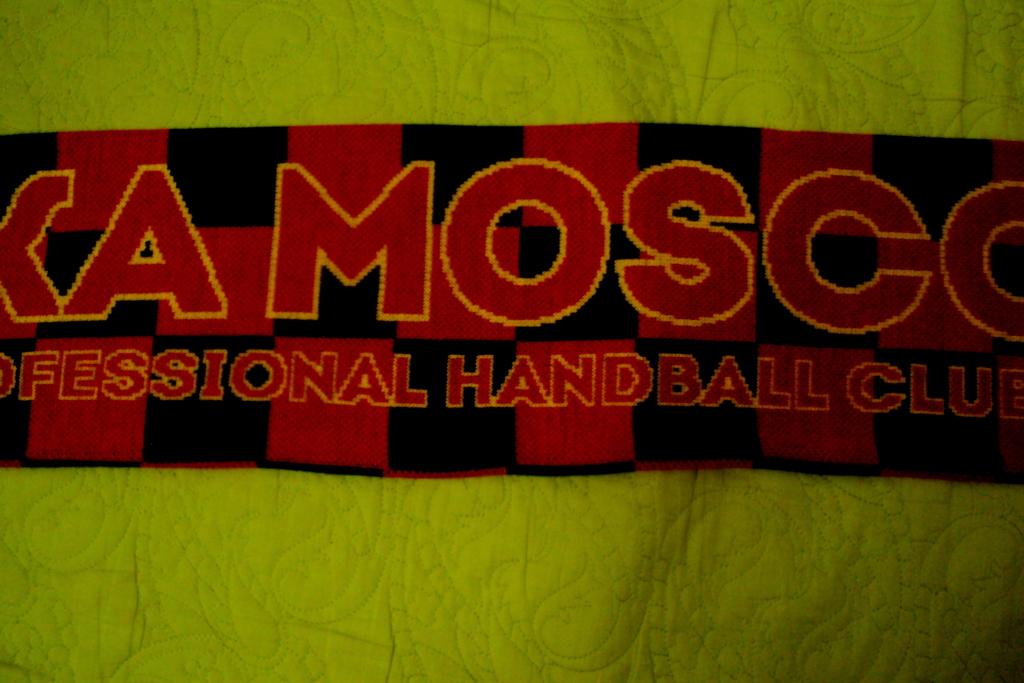 KA MOSCO
OFESSIONAL HANDBALL CLUB